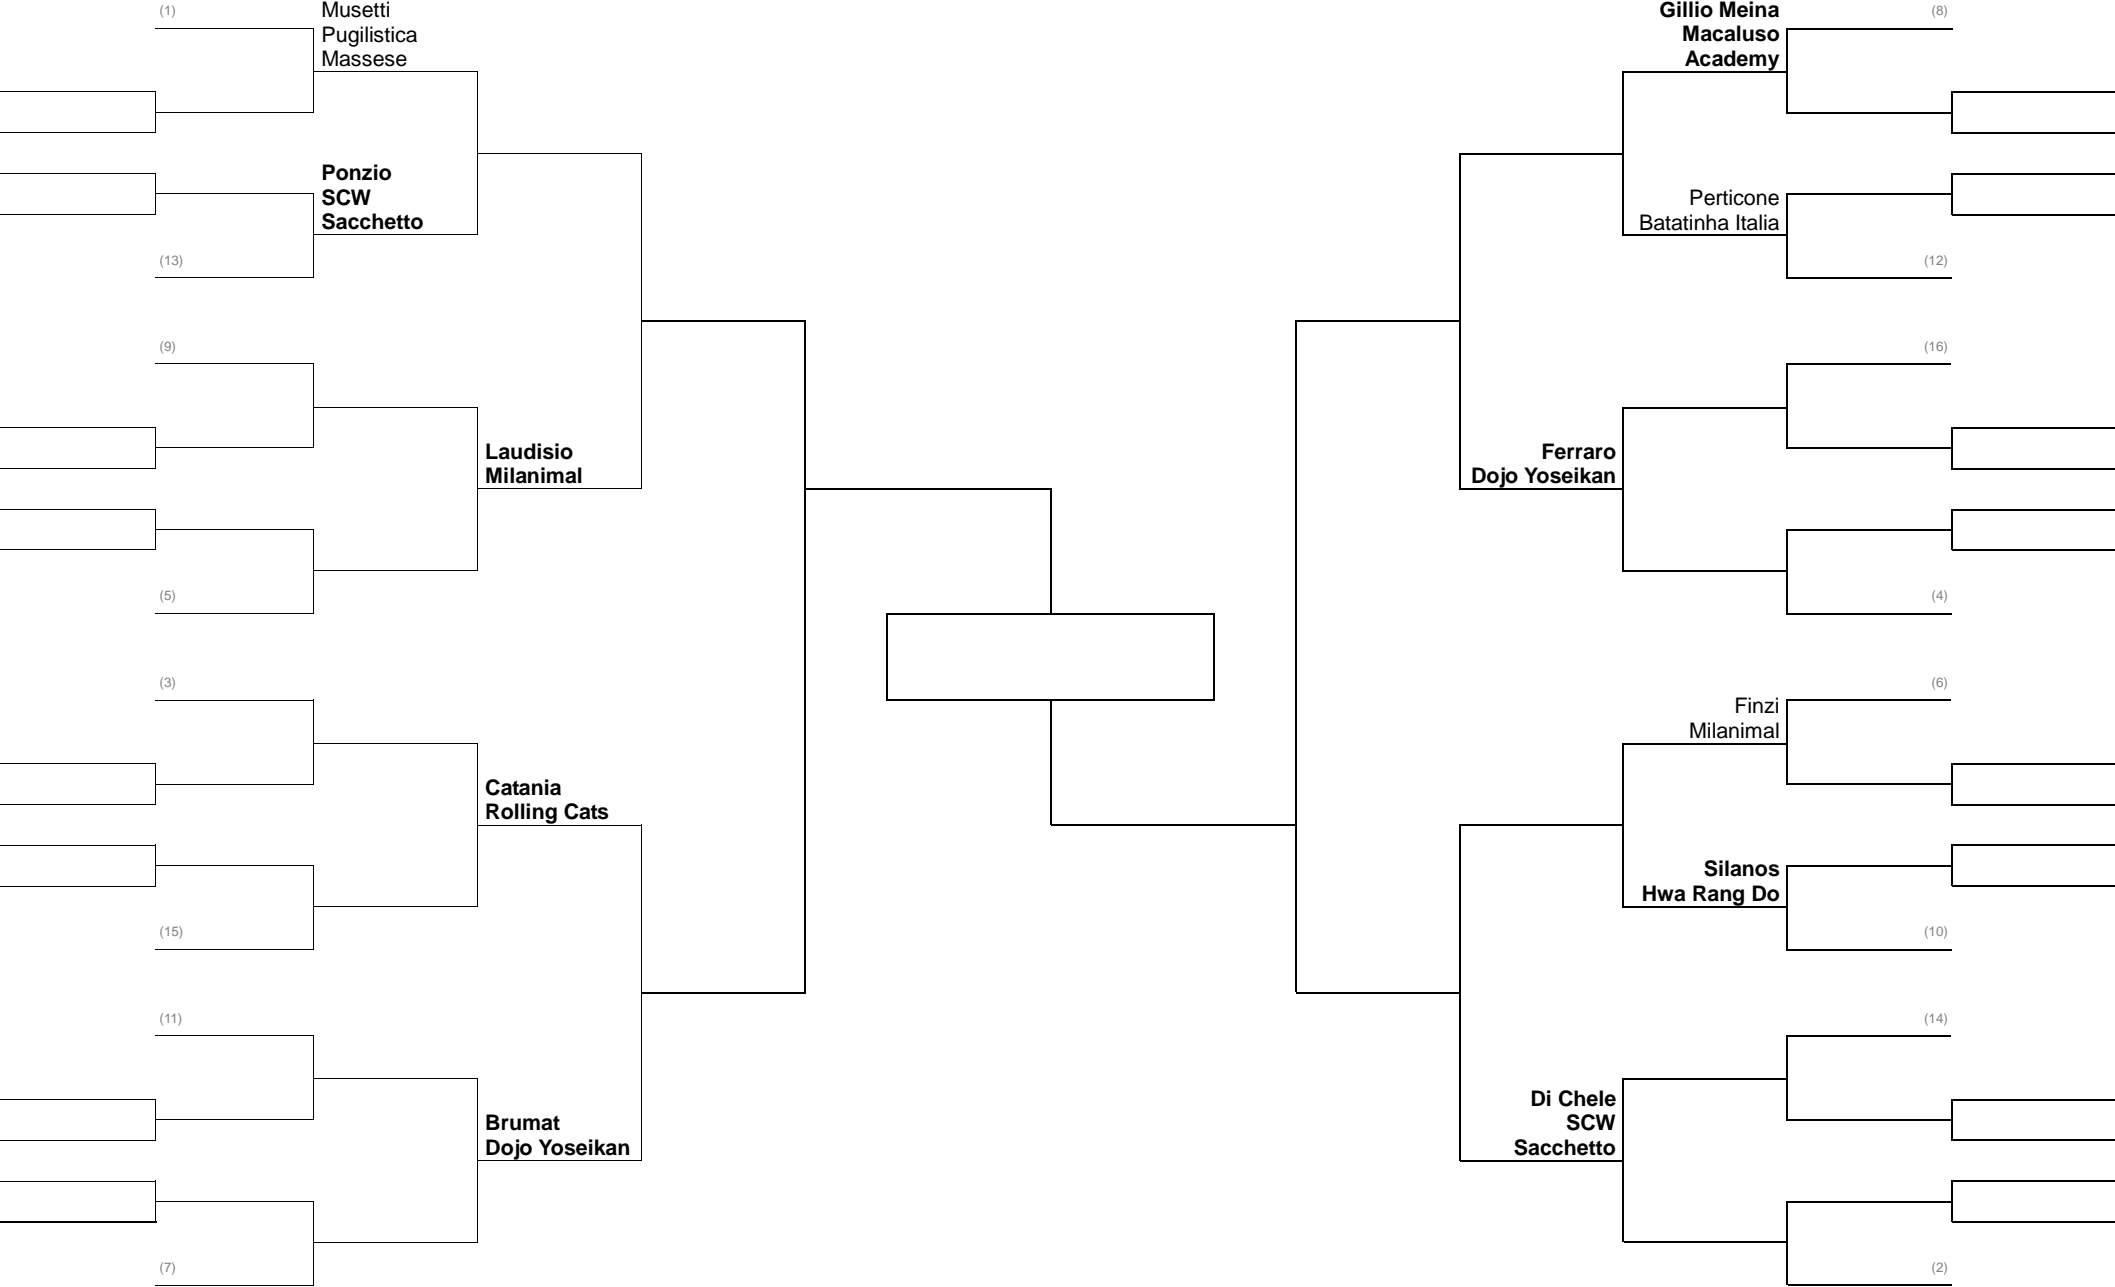 (1)
Musetti
Pugilistica
Massese
Ponzio
SCW
Sacchetto
(13)
(9)
Laudisio
Milanimal
(5)
(3)
Catania
Rolling Cats
(15)
(11)
Brumat
Dojo Yoseikan
(7)
Gillio Meina
Macaluso
Academy
(8)
Perticone
Batatinha Italia
(12)
(16)
Ferraro
Dojo Yoseikan
(4)
(6)
Finzi
Milanimal
Silanos
Hwa Rang Do
(10)
(14)
Di Chele
SCW
Sacchetto
(2)